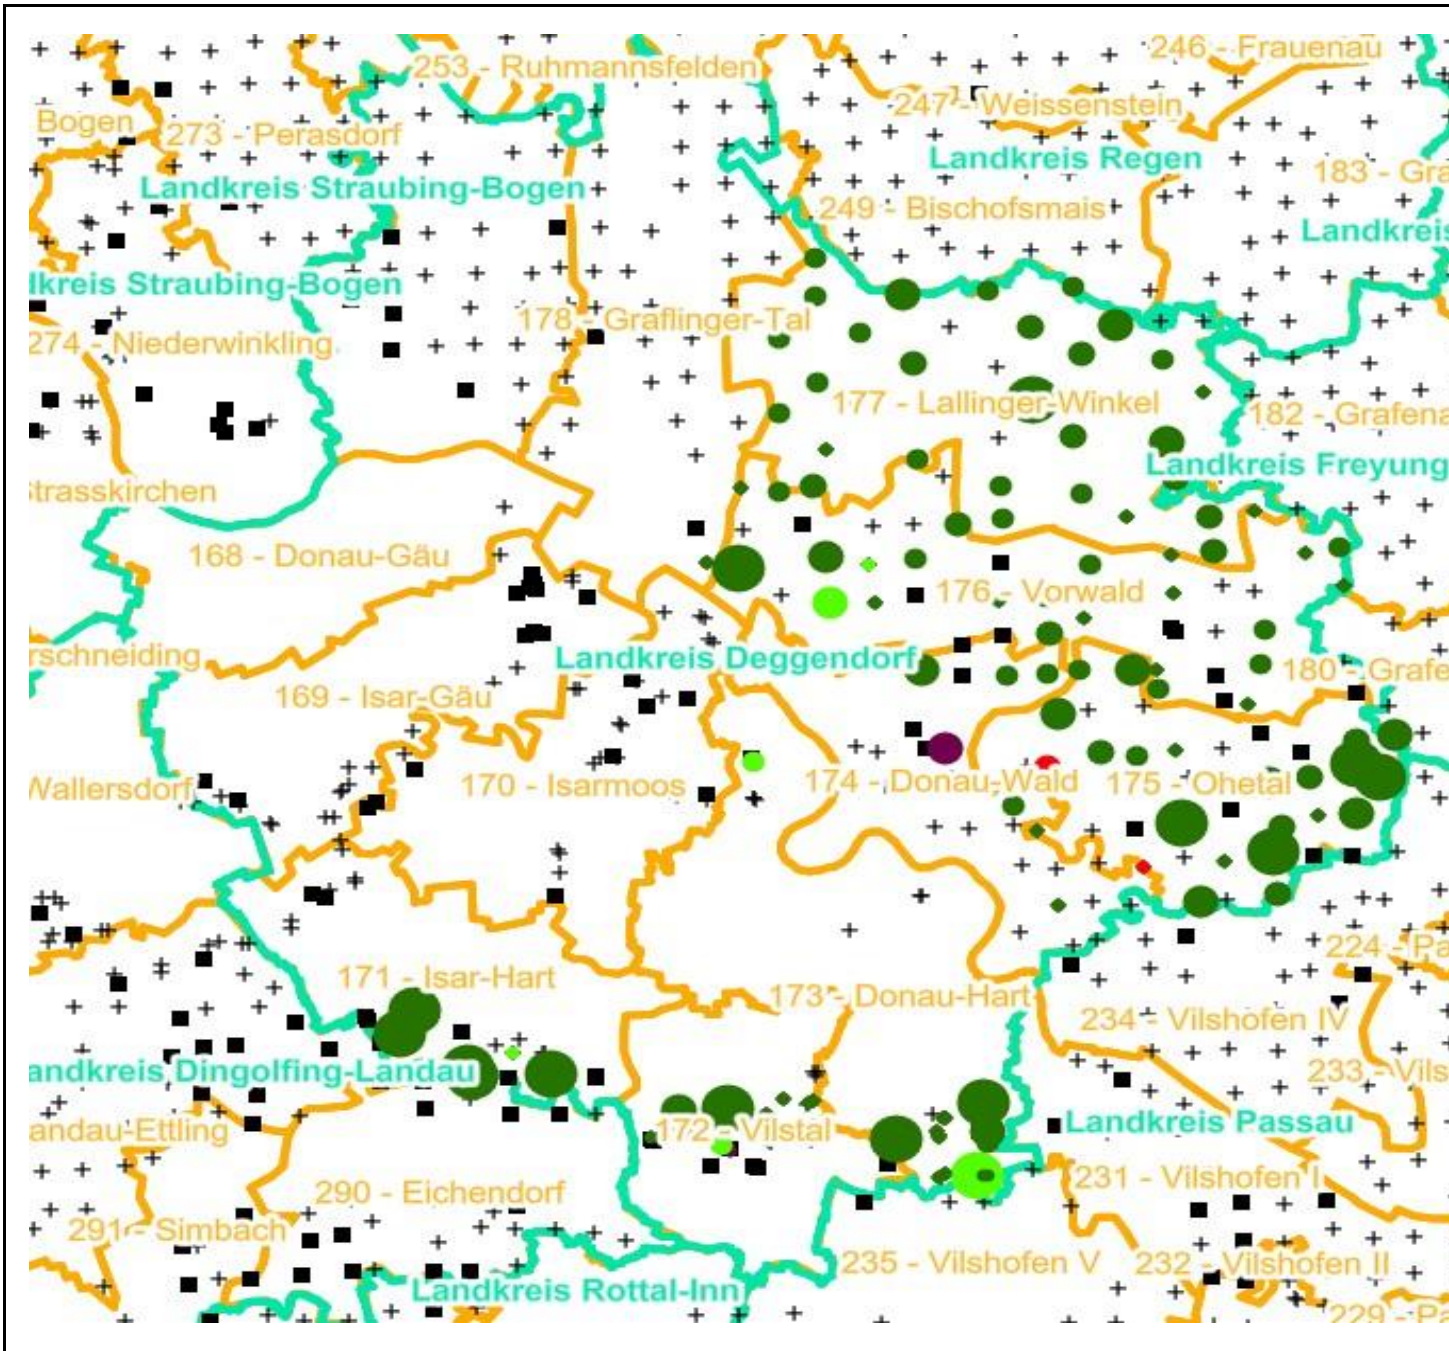 246 - Frauenau
253 - Ruhmannsfelden
247 - Weissenstein
Bogen
273 - Perasdorf
Landkreis Regen
183 - Gra
Landkreis Straubing-Bogen
249 - Bischofsmais
Landkreis
dkreis Straubing-Bogen
178 - Graflinger-Tal
274 - Niederwinkling
177 - Lallinger-Winkel
182 - Grafena
Landkreis Freyung
Strasskirchen
168 - Donau-Gäu
176 - Vorwald
rschneiding
Landkreis Deggendorf
180 - Grafe
169 - Isar-Gäu
Wallersdorf
170 - Isarmoos
174 - Donau-Wald
175 - Ohetal
224 - Pa
171 - Isar-Hart
173 - Donau-Hart
234 - Vilshofen IV
andkreis Dingolfing-Landau
233 - Vils
Landkreis Passau
andau-Ettling
172 - Vilstal
231 - Vilshofen I
290 - Eichendorf
291 - Simbach
235 - Vilshofen V
232 - Vilshofen II
Landkreis Rottal-Inn
229 - Pa